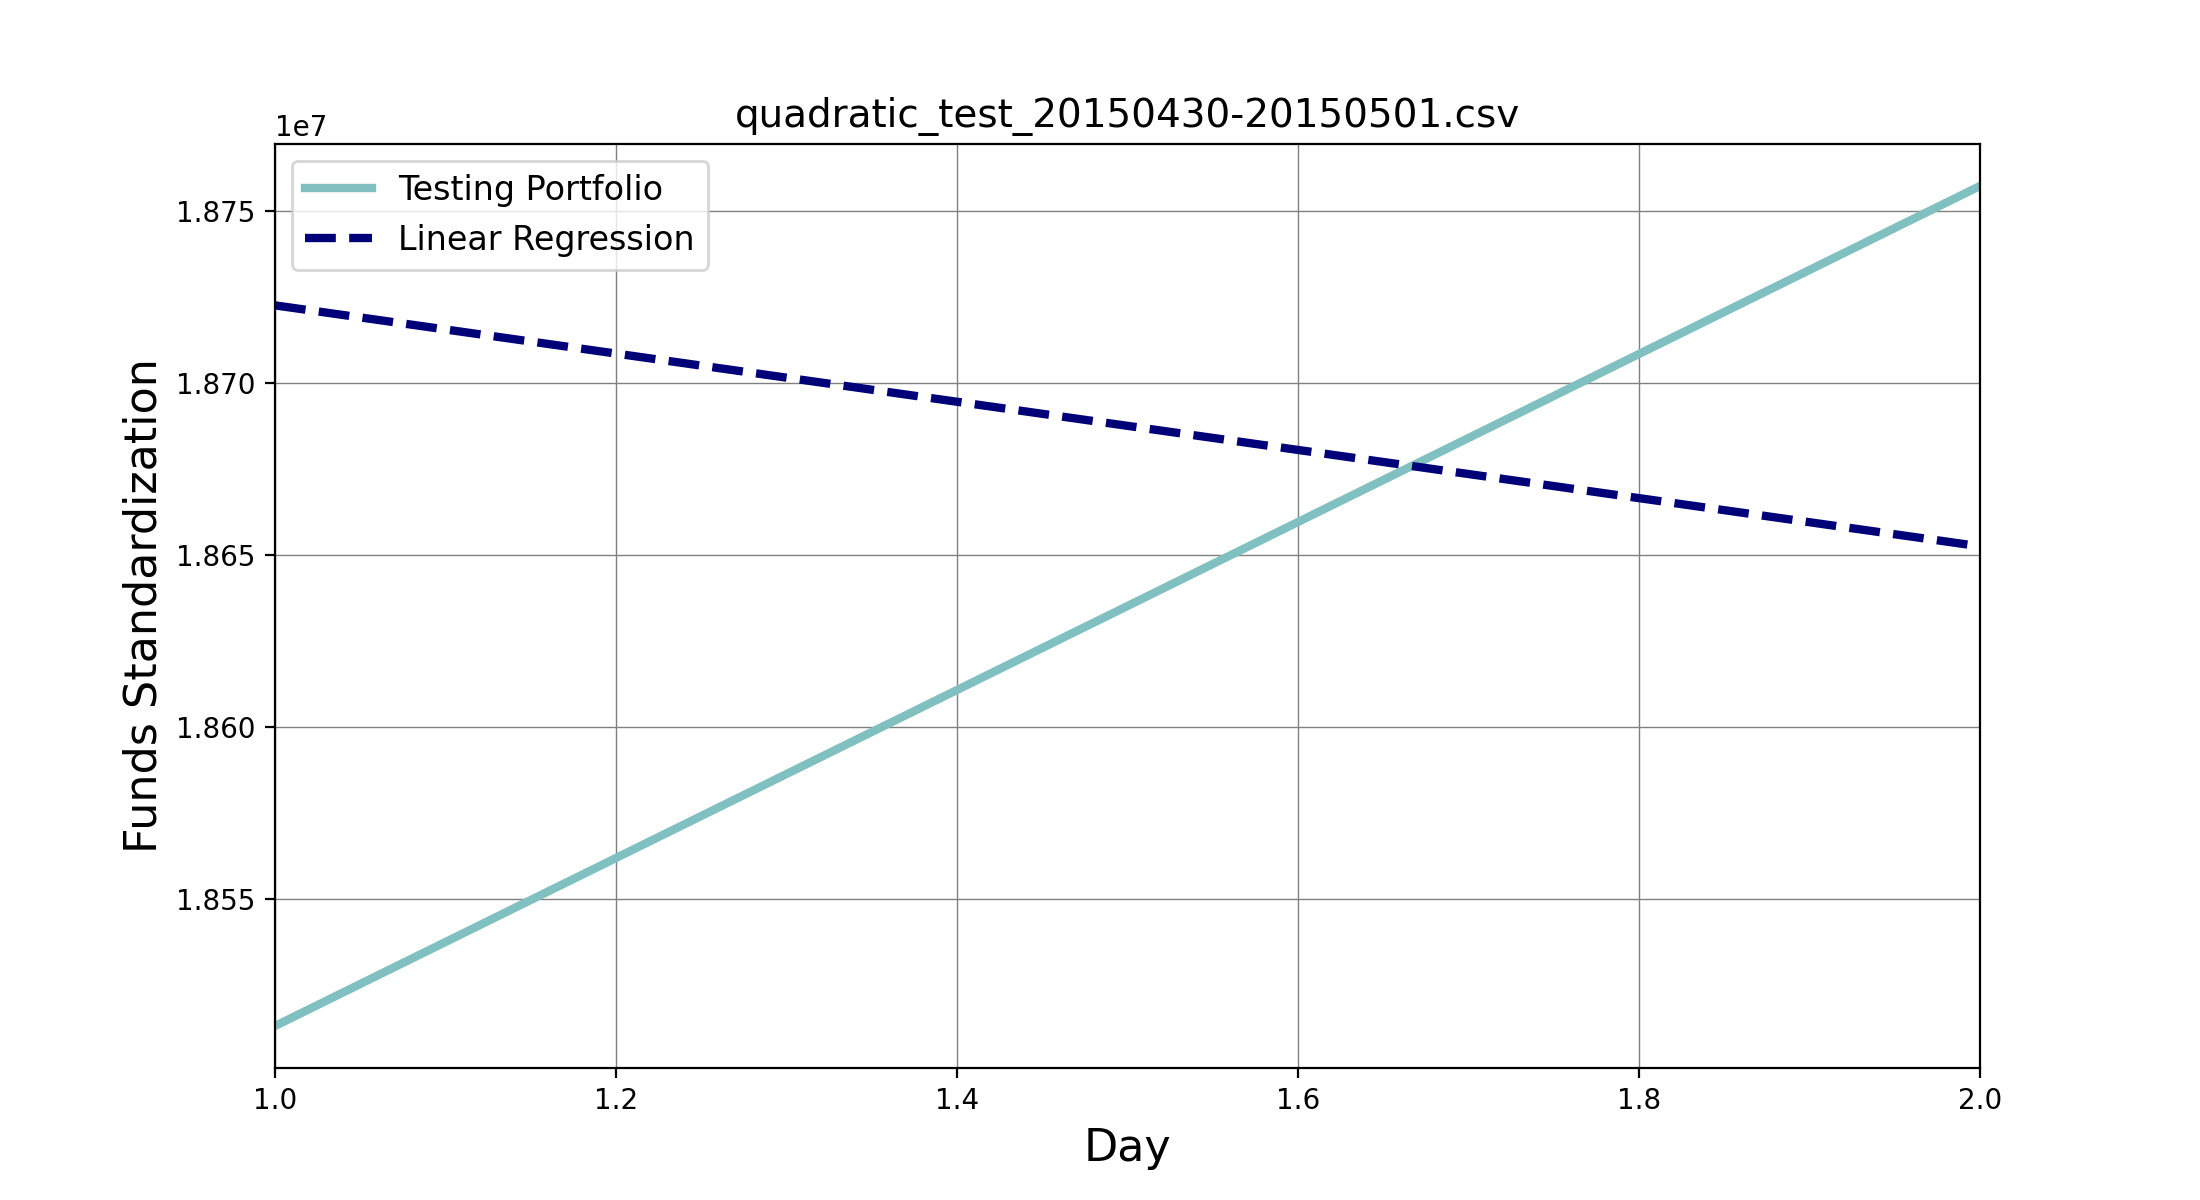 quadratic_test_20150430-20150501.csv
1e7
Testing Portfolio
Linear Regression
Funds Standardization
1.875
1.870
1.865
1.860
1.855
1.0 1.2 1.4 1.6 1.8 2.0
Day